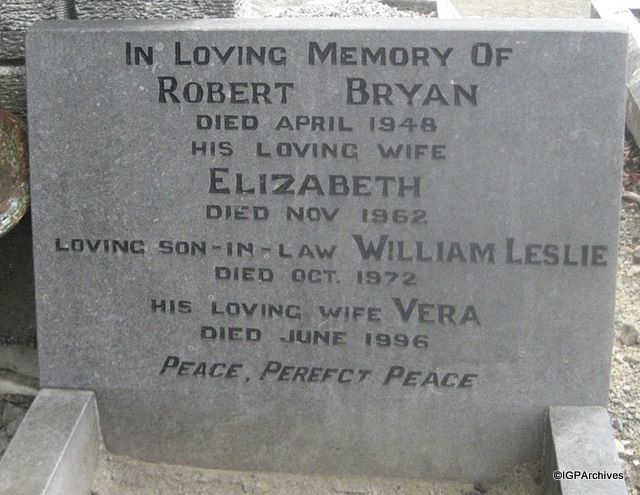 IN LOVING MEMORY OF
ROBERT BRYAN
DIED APRIL 1948
HIS LOVING WIFE
ELIZABETH
DIED NOV 1962
LOVING SON-IN-LAW WILLIAM LESLIE
DIED OCT. 1972
HIS LOVING WIFE VERA
DIED JUNE 1996
PEACE, PEREFCT PEACE
©IGPArchives